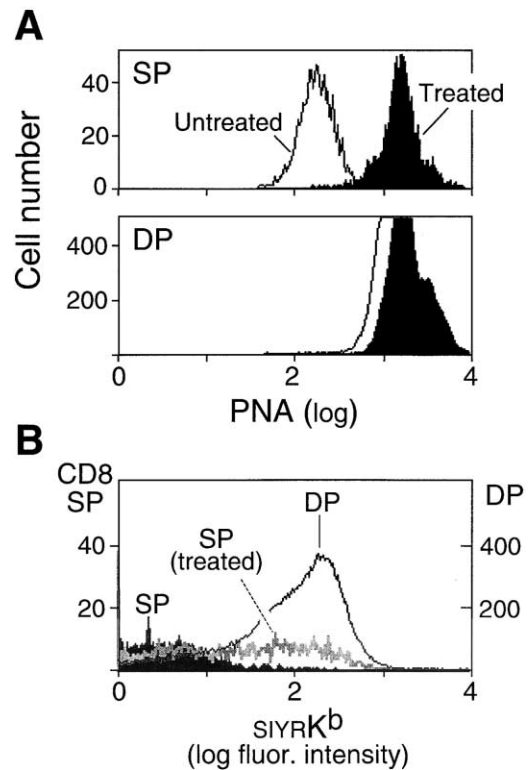 A
SP
Untreated
Treated
40
20
0
Cell number
DP
400
200
0
2
4
PNA (log)
B
CD8
SP
DP
DP
SP
(treated)
40
400
SP
20
200
0
2
4
SIYRKb
(log fluor. intensity)